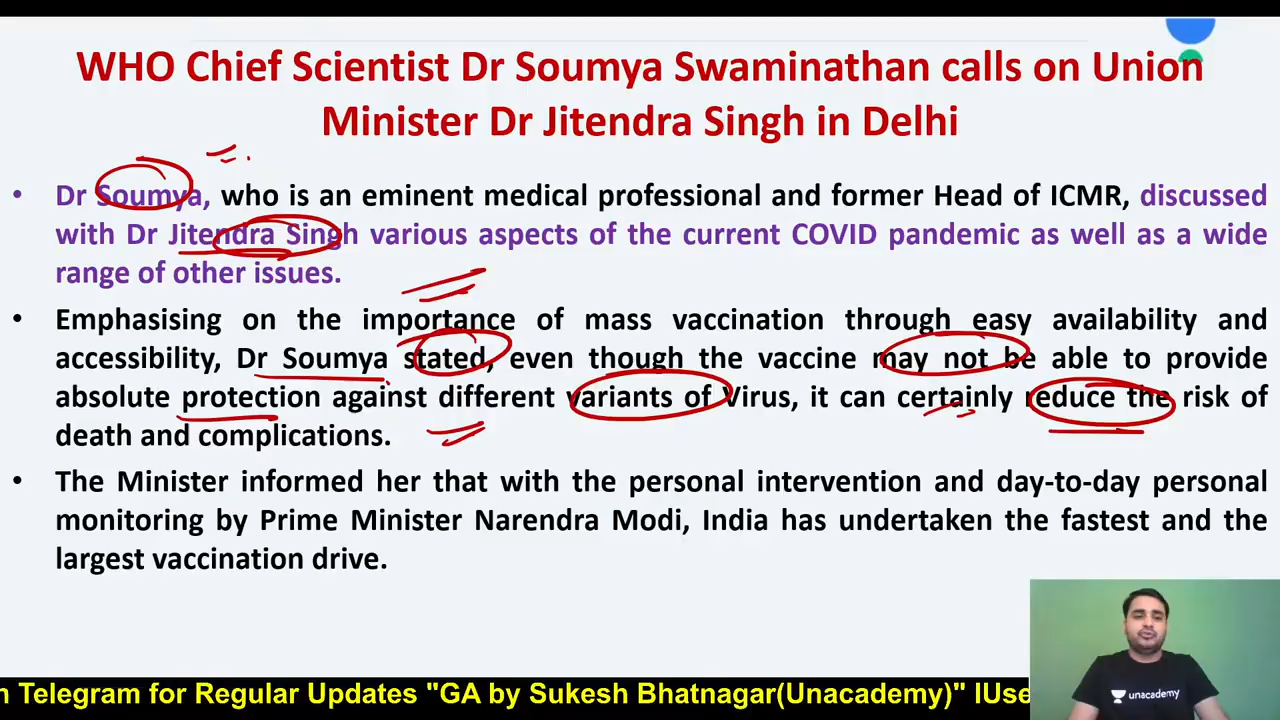 WHO Chief Scientist Dr Soumya Swaminathan calls on Union
Minister Dr Jitendra Singh in Delhi
• Dr Soumya, who is an eminent medical professional and former Head of ICMR, discussed
with Dr Jitendra Singh various aspects of the current COVID pandemic as well as a wide
range of other issues.
• Emphasising on the importance of mass vaccination through easy availability and
accessibility, Dr Soumya stated, even though the vaccine may not be able to provide
absolute protection against different variants of Virus, it can certainly reduce the risk of
death and complications.
• The Minister informed her that with the personal intervention and day-to-day personal
monitoring by Prime Minister Narendra Modi, India has undertaken the fastest and the
largest vaccination drive.
unacademy
n Telegram for Regular Updates "GA by Sukesh Bhatnagar(Unacademy)" IUse